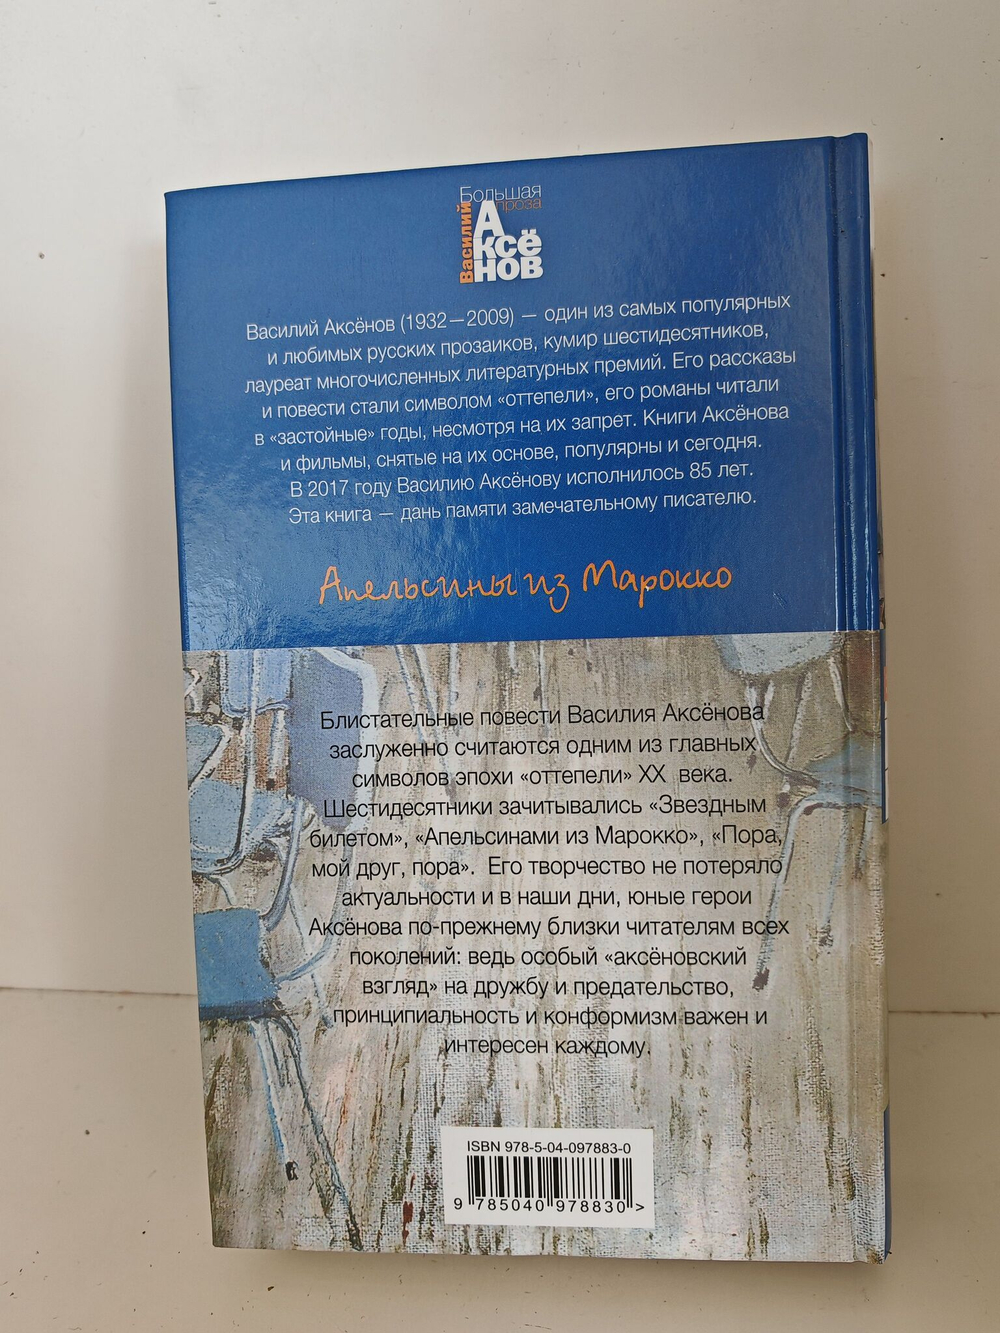 Большая
проза
Василий
Аксёнов
Василий Аксёнов (1932—2009) — один из самых популярных
и любимых русских прозаиков, кумир шестидесятников,
лауреат многочисленных литературных премий. Его рассказы
и повести стали символом «оттепели», его романы читали
в «застойные» годы, несмотря на их запрет. Книги Аксёнова
и фильмы, снятые на их основе, популярны и сегодня.
В 2017 году Василию Аксёнову исполнилось 85 лет.
Эта книга — дань памяти замечательному писателю.
Апельсины из Марокко
Блистательные повести Василия Аксёнова
заслуженно считаются одним из главных
символов эпохи «оттепели» XX века.
Шестидесятники зачитывались «Звездным
билетом», «Апельсинами из Марокко», «Пора,
мой друг, пора». Его творчество не потеряло
актуальности и в наши дни, юные герои
Аксёнова по-прежнему близки читателям всех
поколений: ведь особый «аксёновский
взгляд» на дружбу и предательство,
принципиальность и конформизм важен и
интересен каждому.
ISBN 978-5-04-097883-0
9 785040 978830 >